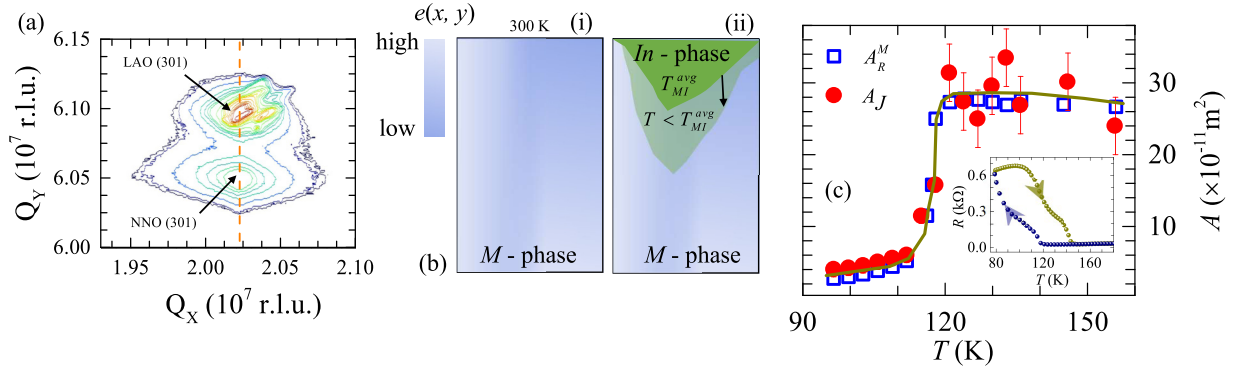 (a)
6.15
6.10
6.05
6.00
Q_Y (10^7 r.l.u.)
LAO (301)
NNO (301)
1.95
2.00
2.05
2.10
Q_X (10^7 r.l.u.)
e(x, y)
high
low
(b)
300 K
(i)
M - phase
(ii)
In - phase
T_MI^avg
T < T_MI^avg
M - phase
A_R^M
A_J
(c)
30
20
10
A (×10^-11 m^2)
90
120
150
T (K)
0.6
0.3
0.0
R (kΩ)
80
120
160
T (K)